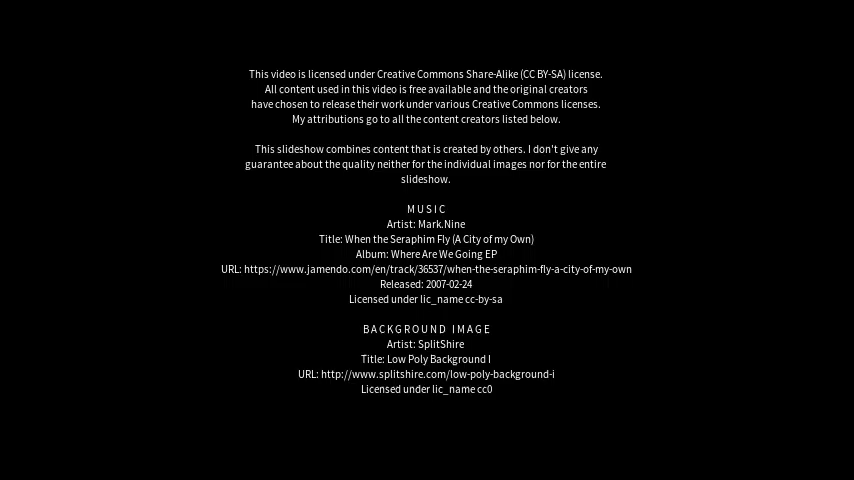 This video is licensed under Creative Commons Share-Alike (CC BY-SA) license.
All content used in this video is free available and the original creators
have chosen to release their work under various Creative Commons licenses.
My attributions go to all the content creators listed below.
This slideshow combines content that is created by others. I don't give any
guarantee about the quality neither for the individual images nor for the entire
slideshow.
MUSIC
Artist: Mark.Nine
Title: When the Seraphim Fly (A City of my Own)
Album: Where Are We Going EP
URL: https://www.jamendo.com/en/track/36537/when-the-seraphim-fly-a-city-of-my-own
Released: 2007-02-24
Licensed under lic_name cc-by-sa
BACKGROUND IMAGE
Artist: SplitShire
Title: Low Poly Background I
URL: http://www.splitshire.com/low-poly-background-i
Licensed under lic_name cc0